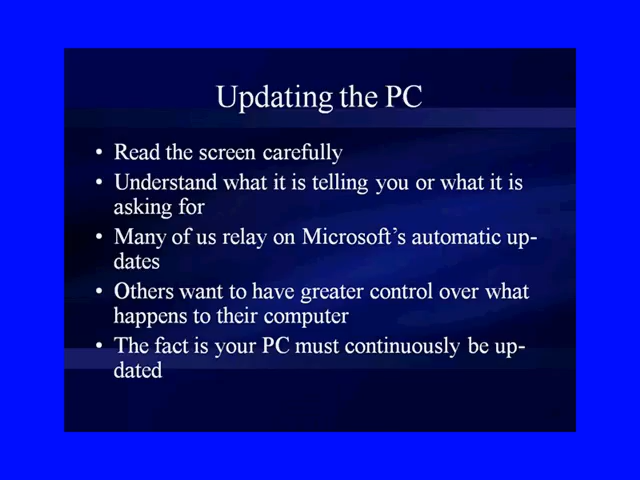 Updating the PC
• Read the screen carefully
• Understand what it is telling you or what it is
asking for
• Many of us relay on Microsoft's automatic up-
dates
• Others want to have greater control over what
happens to their computer
• The fact is your PC must continuously be up-
dated